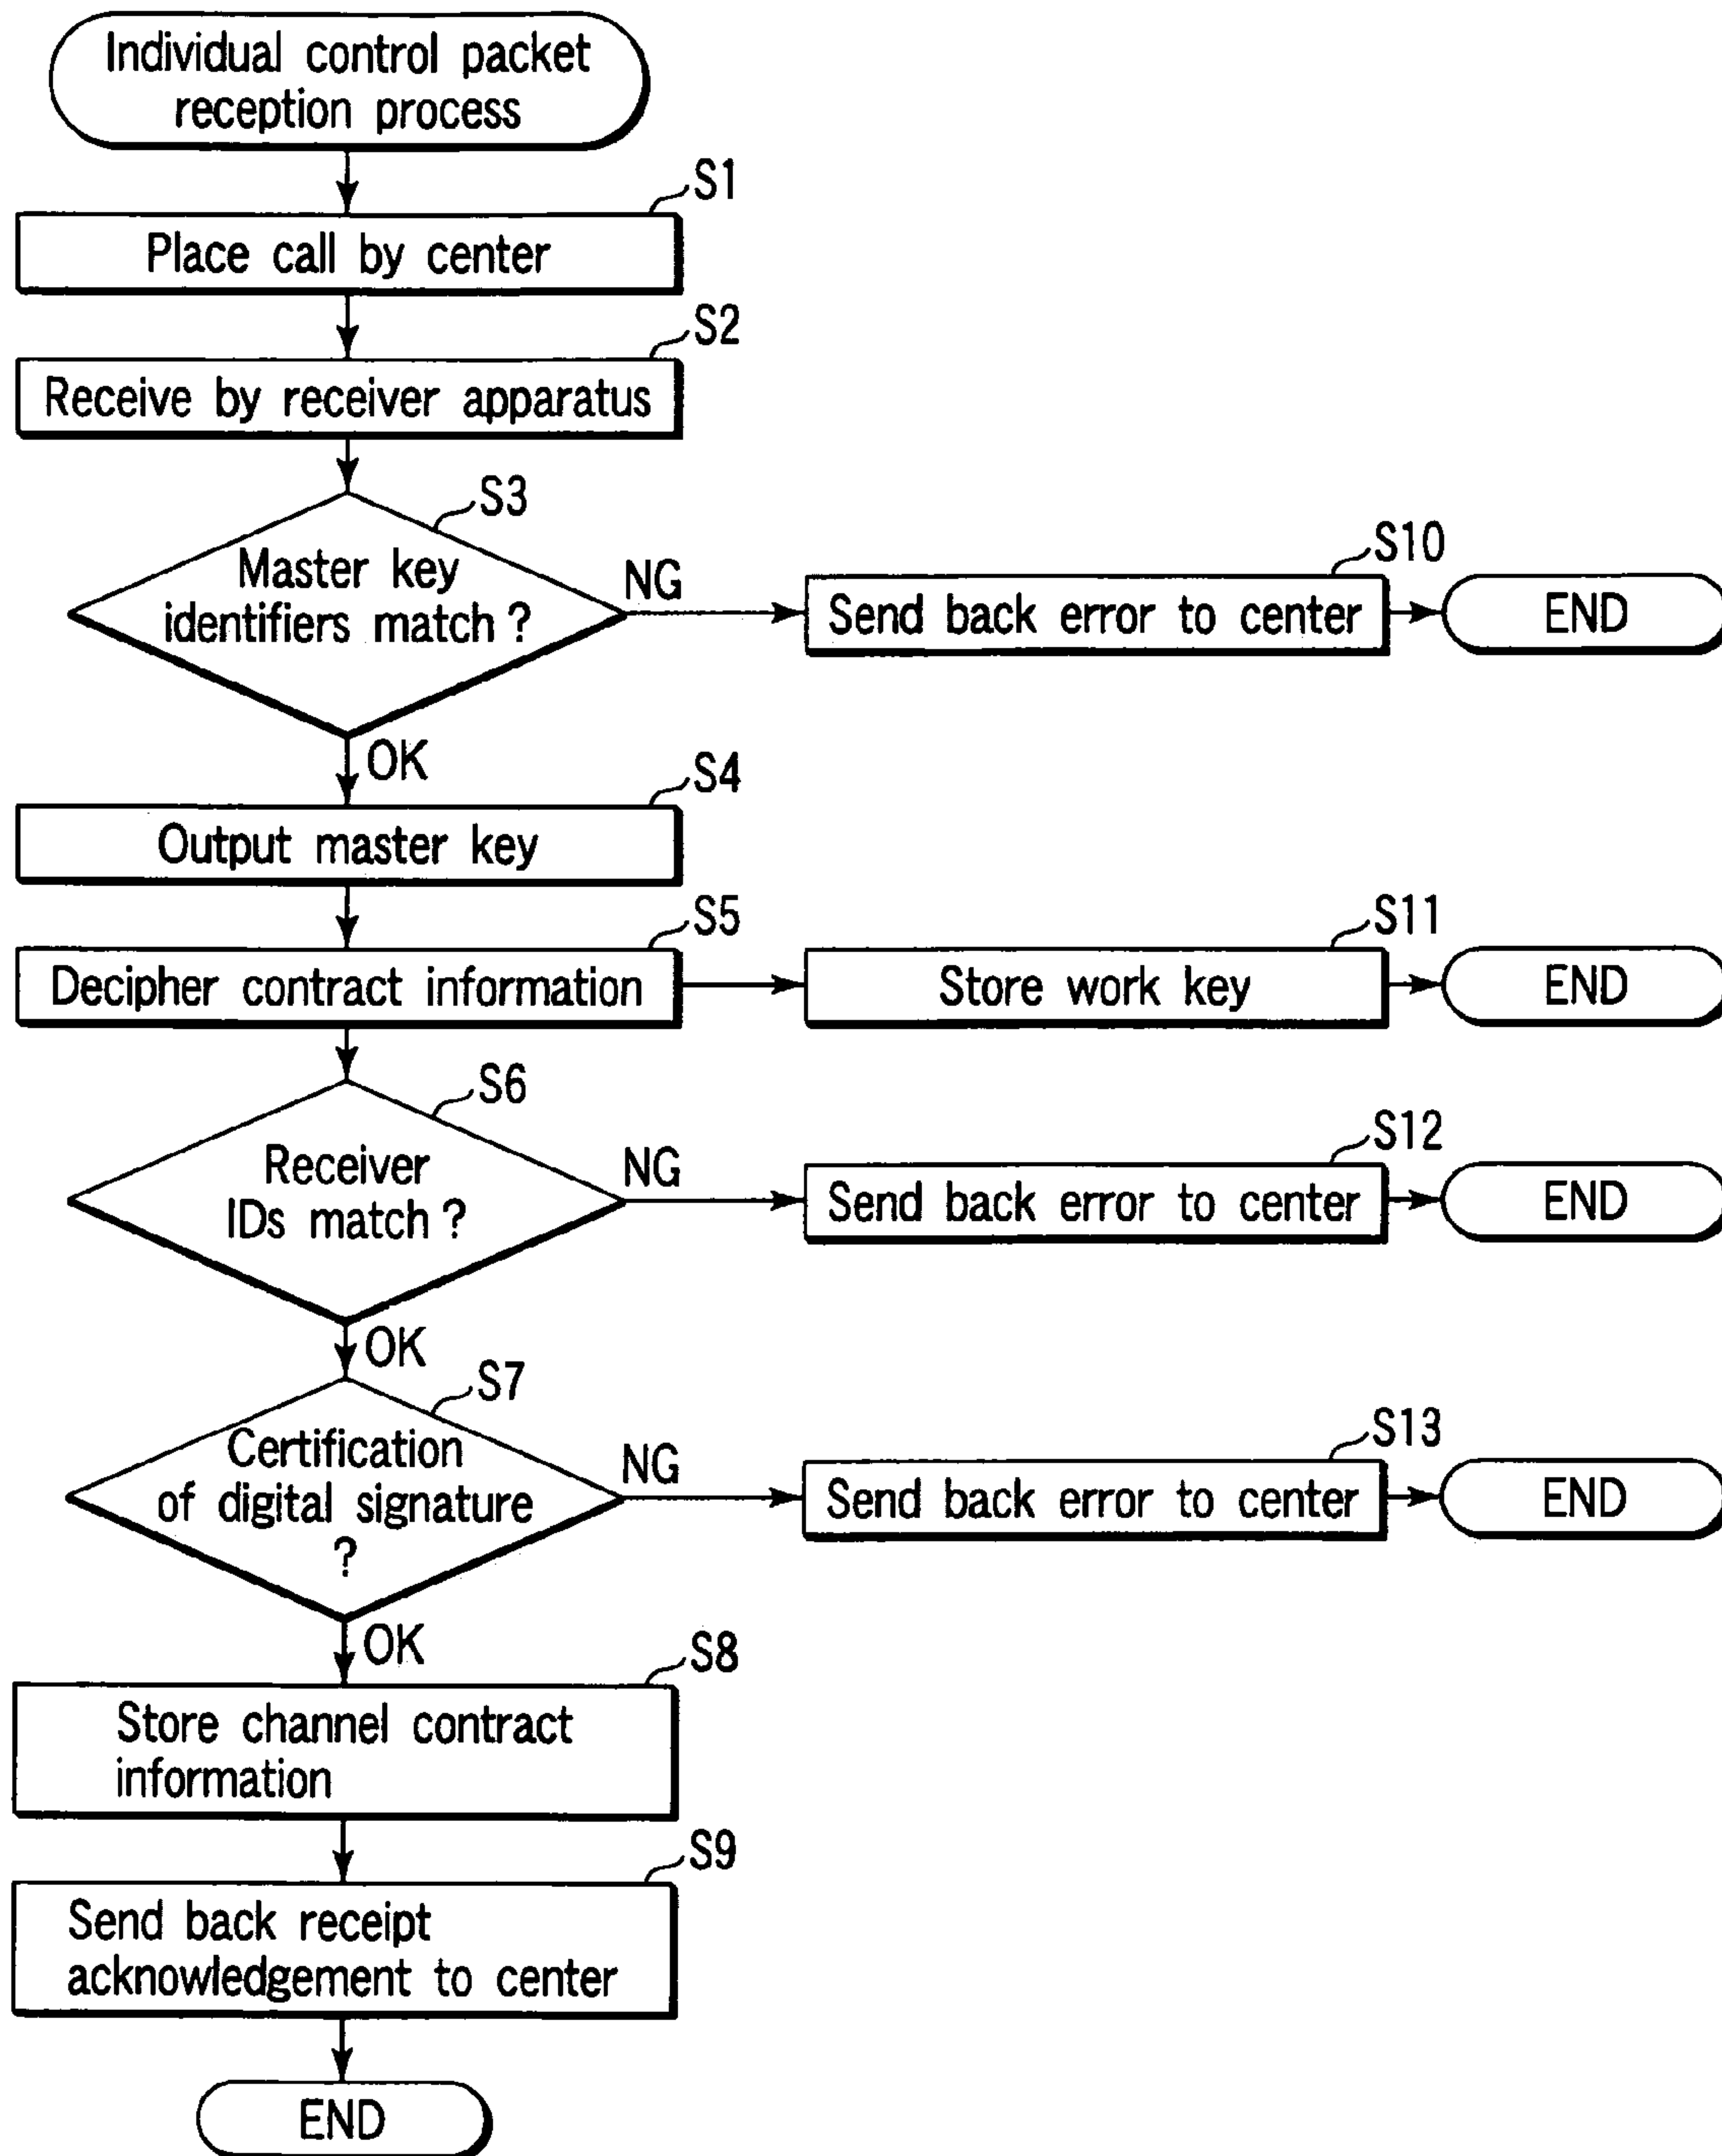 Individual control packet
reception process
S1
Place call by center
S2
Receive by receiver apparatus
S3
Master key
identifiers match ?
NG
S10
Send back error to center
END
OK
S4
Output master key
S5
Decipher contract information
S11
Store work key
END
S6
Receiver
IDs match ?
NG
S12
Send back error to center
END
OK
S7
Certification
of digital signature
?
NG
S13
Send back error to center
END
OK
S8
Store channel contract
information
S9
Send back receipt
acknowledgement to center
END